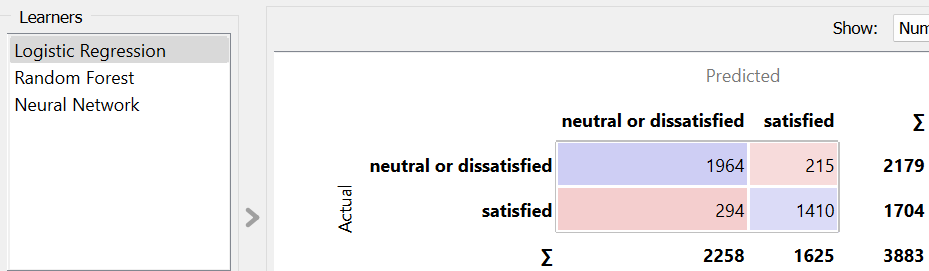 Learners
Logistic Regression
Random Forest
Neural Network
Show: Num
Predicted
neutral or dissatisfied satisfied ∑
neutral or dissatisfied 1964 215 2179
Actual
satisfied 294 1410 1704
∑ 2258 1625 3883